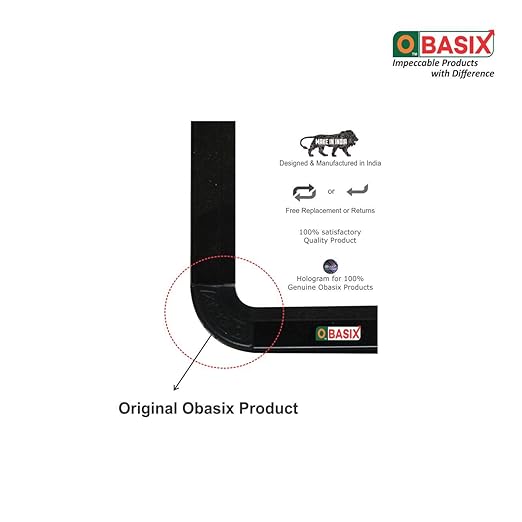 OBASIX
TM
Impeccable Products
with Difference
MAKE IN INDIA
Designed & Manufactured in India
or
Free Replacement or Returns
100% satisfactory
Quality Product
Hologram for 100%
Genuine Obasix Products
OBASIX
Original Obasix Product